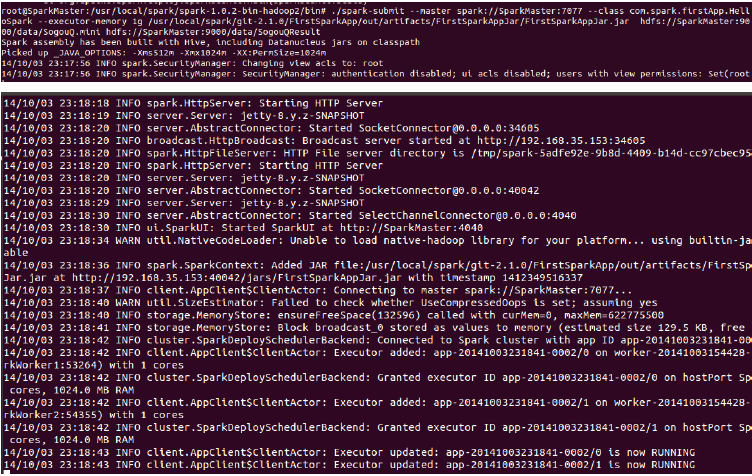 root@SparkMaster:/usr/local/spark/spark-1.0.2-bin-hadoop2/bin# ./spark-submit --master spark://SparkMaster:7077 --class com.spark.firstApp.Hell
oSpark --executor-memory 1g /usr/local/spark/git-2.1.0/FirstSparkApp/out/artifacts/FirstSparkAppJar/FirstSparkAppJar.jar hdfs://SparkMaster:90
00/data/SogouQ.mini hdfs://SparkMaster:9000/data/SogouQResult
Spark assembly has been built with Hive, including Datanucleus jars on classpath
Picked up _JAVA_OPTIONS: -Xms512m -Xmx1024m -XX:PermSize=1024m
14/10/03 23:17:56 INFO spark.SecurityManager: Changing view acls to: root
14/10/03 23:17:56 INFO spark.SecurityManager: SecurityManager: authentication disabled; ui acls disabled; users with view permissions: Set(root
14/10/03 23:18:18 INFO spark.HttpServer: Starting HTTP Server
14/10/03 23:18:19 INFO server.Server: jetty-8.y.z-SNAPSHOT
14/10/03 23:18:20 INFO server.AbstractConnector: Started SocketConnector@0.0.0.0:34605
14/10/03 23:18:20 INFO broadcast.HttpBroadcast: Broadcast server started at http://192.168.35.153:34605
14/10/03 23:18:20 INFO spark.HttpFileServer: HTTP File server directory is /tmp/spark-5adfe92e-9b8d-4409-b14d-cc97cbec95
14/10/03 23:18:20 INFO spark.HttpServer: Starting HTTP Server
14/10/03 23:18:20 INFO server.Server: jetty-8.y.z-SNAPSHOT
14/10/03 23:18:20 INFO server.AbstractConnector: Started SocketConnector@0.0.0.0:40042
14/10/03 23:18:29 INFO server.Server: jetty-8.y.z-SNAPSHOT
14/10/03 23:18:30 INFO server.AbstractConnector: Started SelectChannelConnector@0.0.0.0:4040
14/10/03 23:18:30 INFO ui.SparkUI: Started SparkUI at http://SparkMaster:4040
14/10/03 23:18:34 WARN util.NativeCodeLoader: Unable to load native-hadoop library for your platform... using builtin-ja
able
14/10/03 23:18:36 INFO spark.SparkContext: Added JAR file:/usr/local/spark/git-2.1.0/FirstSparkApp/out/artifacts/FirstSp
Jar.jar at http://192.168.35.153:40042/jars/FirstSparkAppJar.jar with timestamp 1412349516337
14/10/03 23:18:37 INFO client.AppClient$ClientActor: Connecting to master spark://SparkMaster:7077...
14/10/03 23:18:40 WARN util.SizeEstimator: Failed to check whether UseCompressedOops is set; assuming yes
14/10/03 23:18:40 INFO storage.MemoryStore: ensureFreeSpace(132596) called with curMem=0, maxMem=622775500
14/10/03 23:18:41 INFO storage.MemoryStore: Block broadcast_0 stored as values to memory (estimated size 129.5 KB, free
14/10/03 23:18:42 INFO cluster.SparkDeploySchedulerBackend: Connected to Spark cluster with app ID app-20141003231841-00
14/10/03 23:18:42 INFO client.AppClient$ClientActor: Executor added: app-20141003231841-0002/0 on worker-20141003154428-
rkWorker1:53264) with 1 cores
14/10/03 23:18:42 INFO cluster.SparkDeploySchedulerBackend: Granted executor ID app-20141003231841-0002/0 on hostPort Sp
cores, 1024.0 MB RAM
14/10/03 23:18:42 INFO client.AppClient$ClientActor: Executor added: app-20141003231841-0002/1 on worker-20141003154428-
rkWorker2:54355) with 1 cores
14/10/03 23:18:42 INFO cluster.SparkDeploySchedulerBackend: Granted executor ID app-20141003231841-0002/1 on hostPort Sp
cores, 1024.0 MB RAM
14/10/03 23:18:43 INFO client.AppClient$ClientActor: Executor updated: app-20141003231841-0002/0 is now RUNNING
14/10/03 23:18:43 INFO client.AppClient$ClientActor: Executor updated: app-20141003231841-0002/1 is now RUNNING